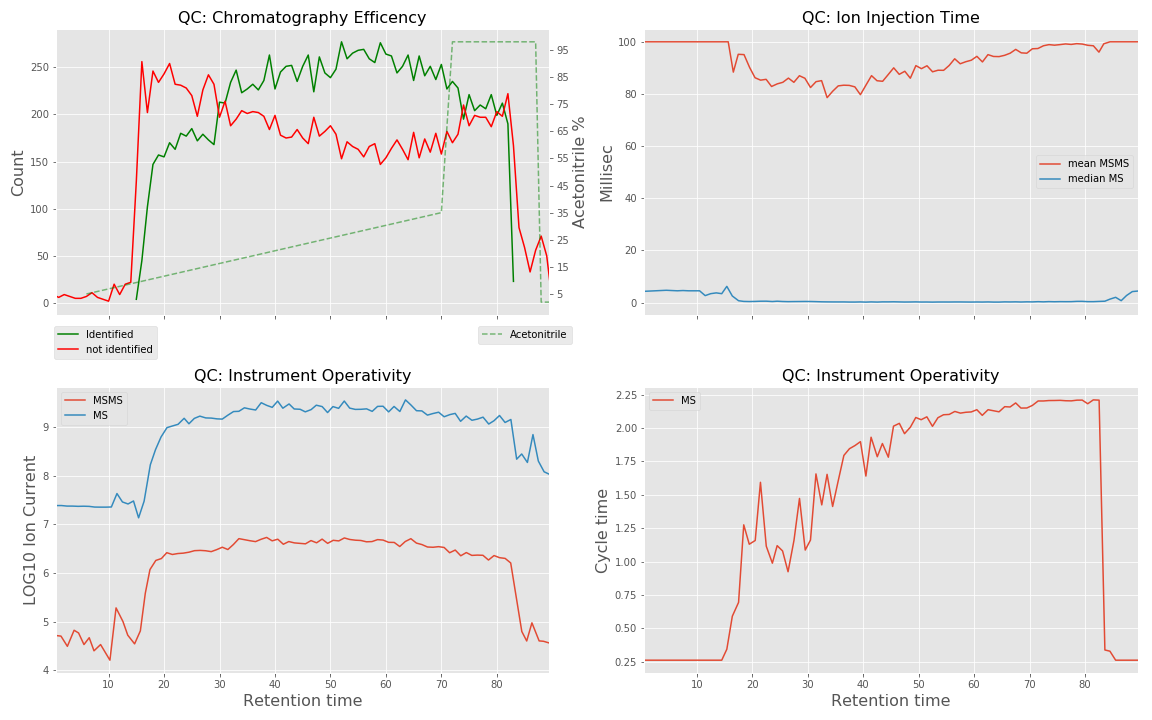 QC: Chromatography Efficency
250
200
150
100
50
0
Count
95
85
75
65
55
45
35
25
15
5
Acetonitrile %
Identified
not identified
Acetonitrile
QC: Ion Injection Time
100
80
60
40
20
0
Millisec
mean MSMS
median MS
QC: Instrument Operativity
MSMS
MS
9
8
7
6
5
4
LOG10 Ion Current
10 20 30 40 50 60 70 80
Retention time
QC: Instrument Operativity
MS
2.25
2.00
1.75
1.50
1.25
1.00
0.75
0.50
0.25
Cycle time
10 20 30 40 50 60 70 80
Retention time